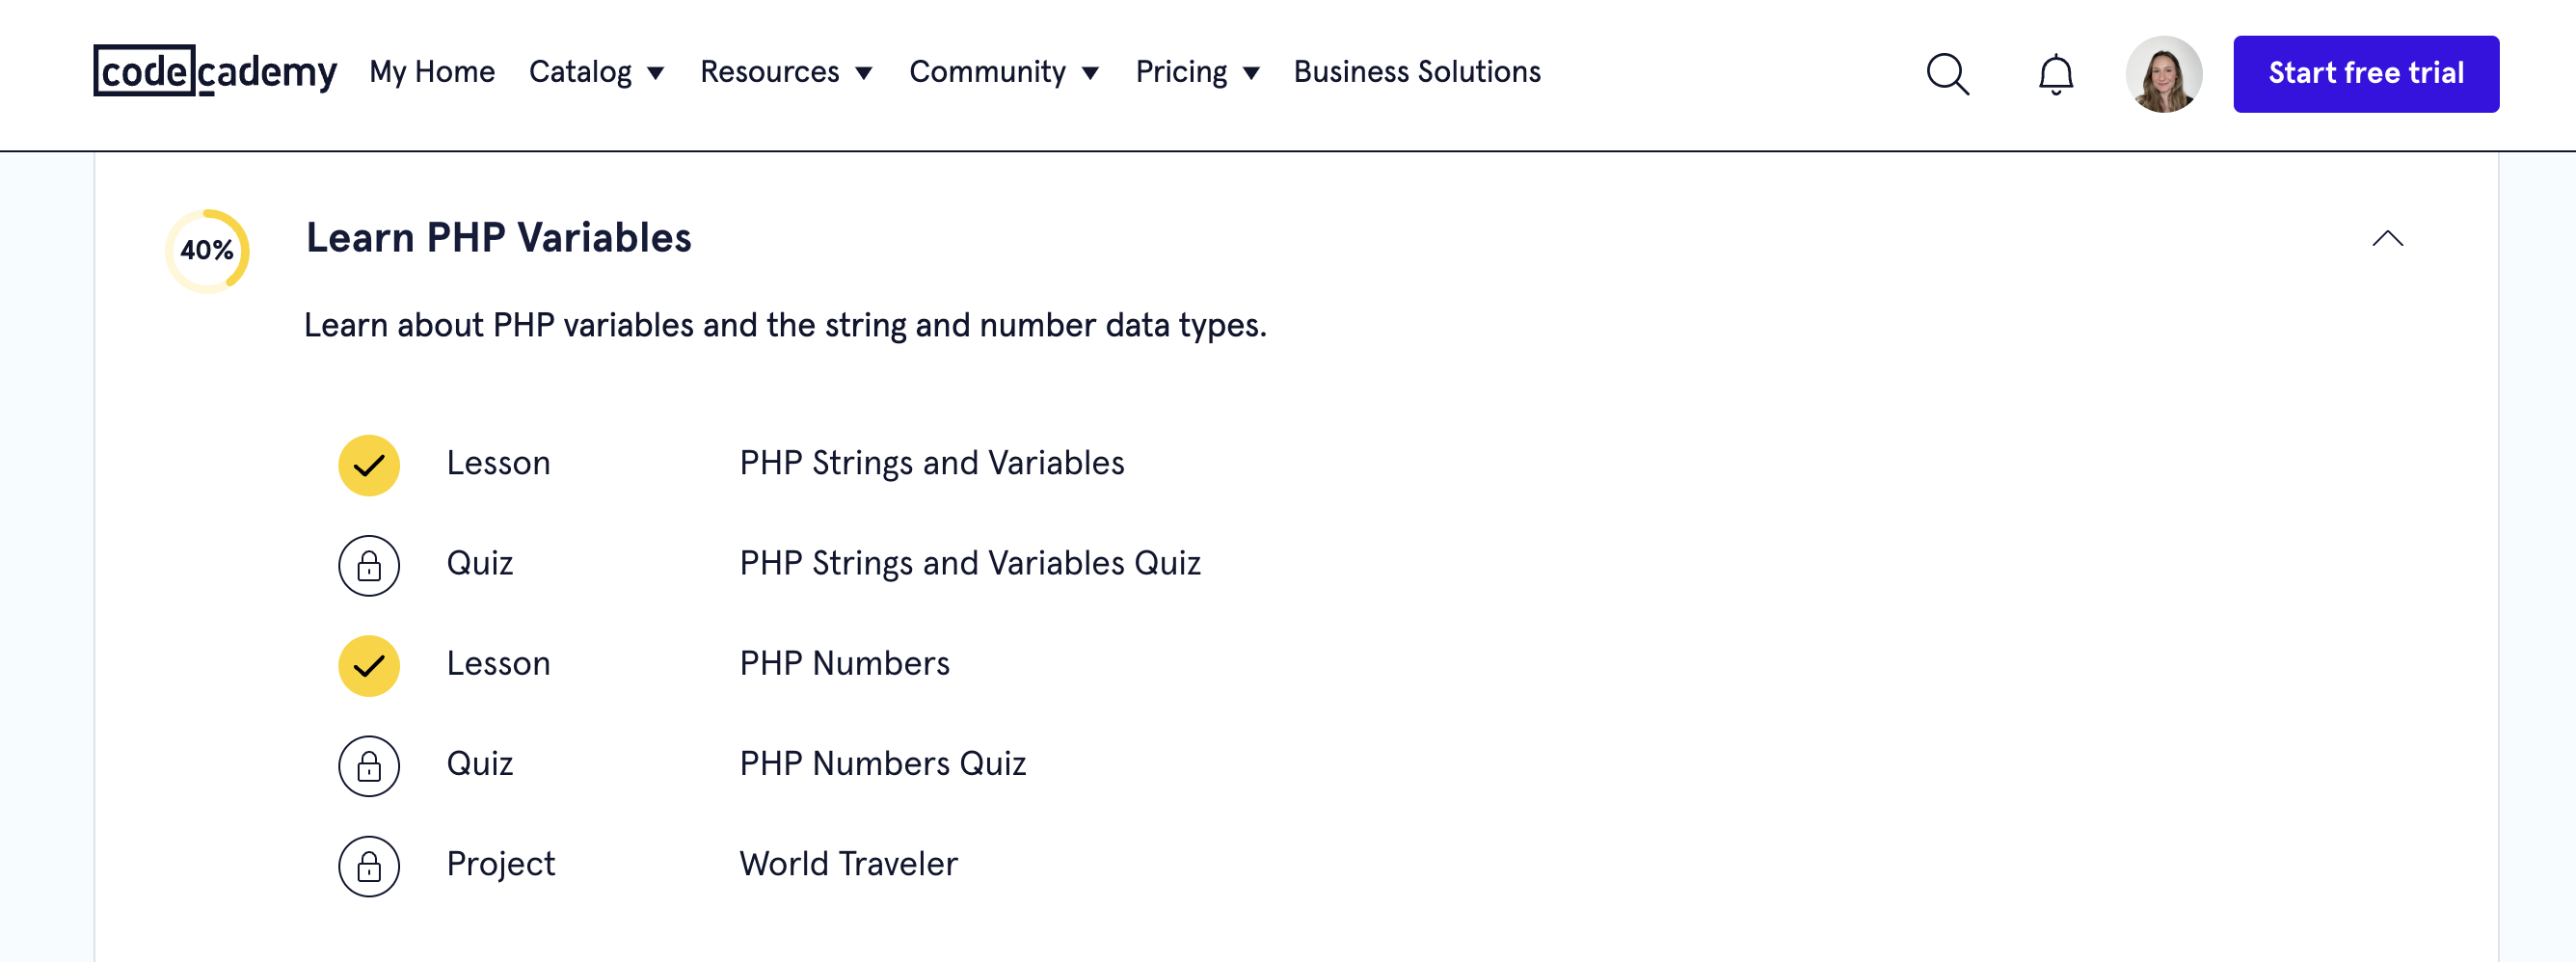 codecademy My Home Catalog Resources Community Pricing Business Solutions Start free trial
40% Learn PHP Variables
Learn about PHP variables and the string and number data types.
Lesson PHP Strings and Variables
Quiz PHP Strings and Variables Quiz
Lesson PHP Numbers
Quiz PHP Numbers Quiz
Project World Traveler